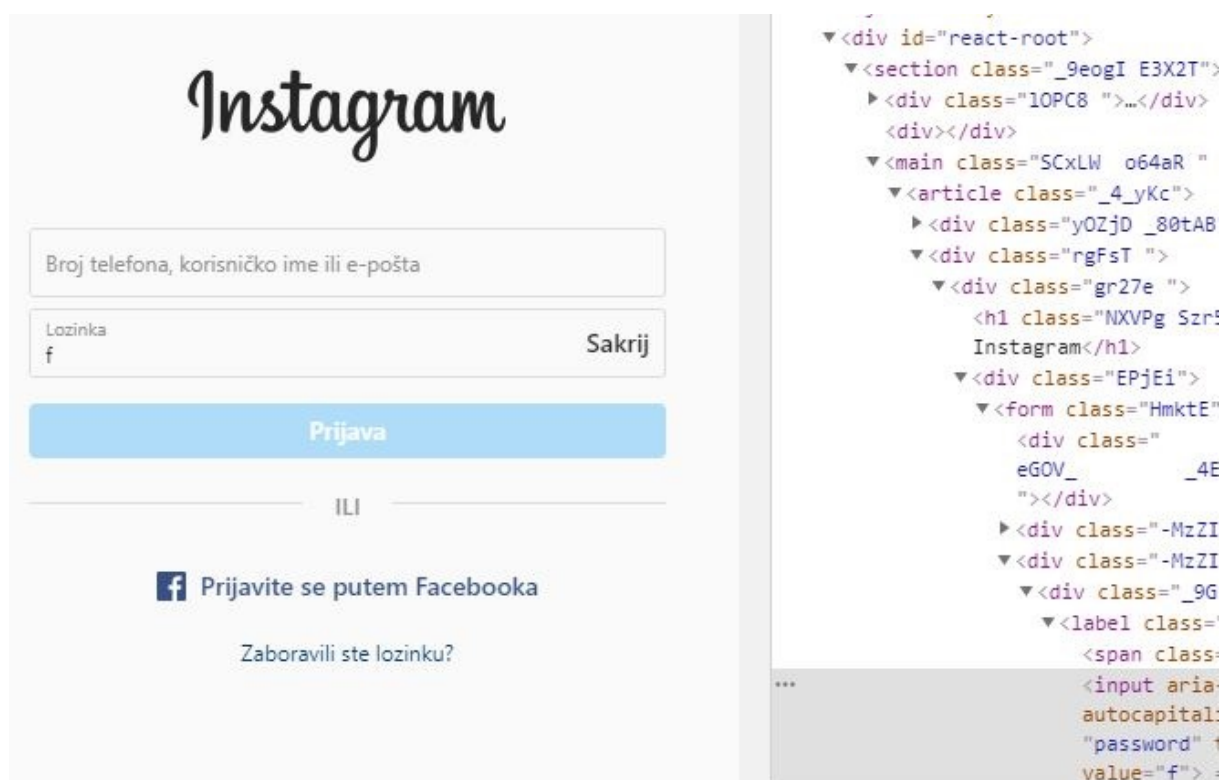 Instagram
Broj telefona, korisničko ime ili e-pošta
Lozinka
f
Sakrij
Prijava
ILI
Prijavite se putem Facebooka
Zaboravili ste lozinku?
▼<div id="react-root">
▼<section class="_9eogI E3X2T">
▶<div class="lOPC8 ">…</div>
<div></div>
▼<main class="SCxLW o64aR "
▼<article class="_4_yKc">
▶<div class="yOZjD _80tAB
▼<div class="rgFsT ">
▼<div class="gr27e ">
<h1 class="NXVPg Szr5
Instagram</h1>
▼<div class="EPjEi">
▼<form class="HmktE"
<div class="
eGOV_ _4E
"></div>
▶<div class="-MzZI
▼<div class="-MzZI
▼<div class="_9G
▼<label class="
<span class=
... <input aria-
autocapitali
"password" t
value="f">